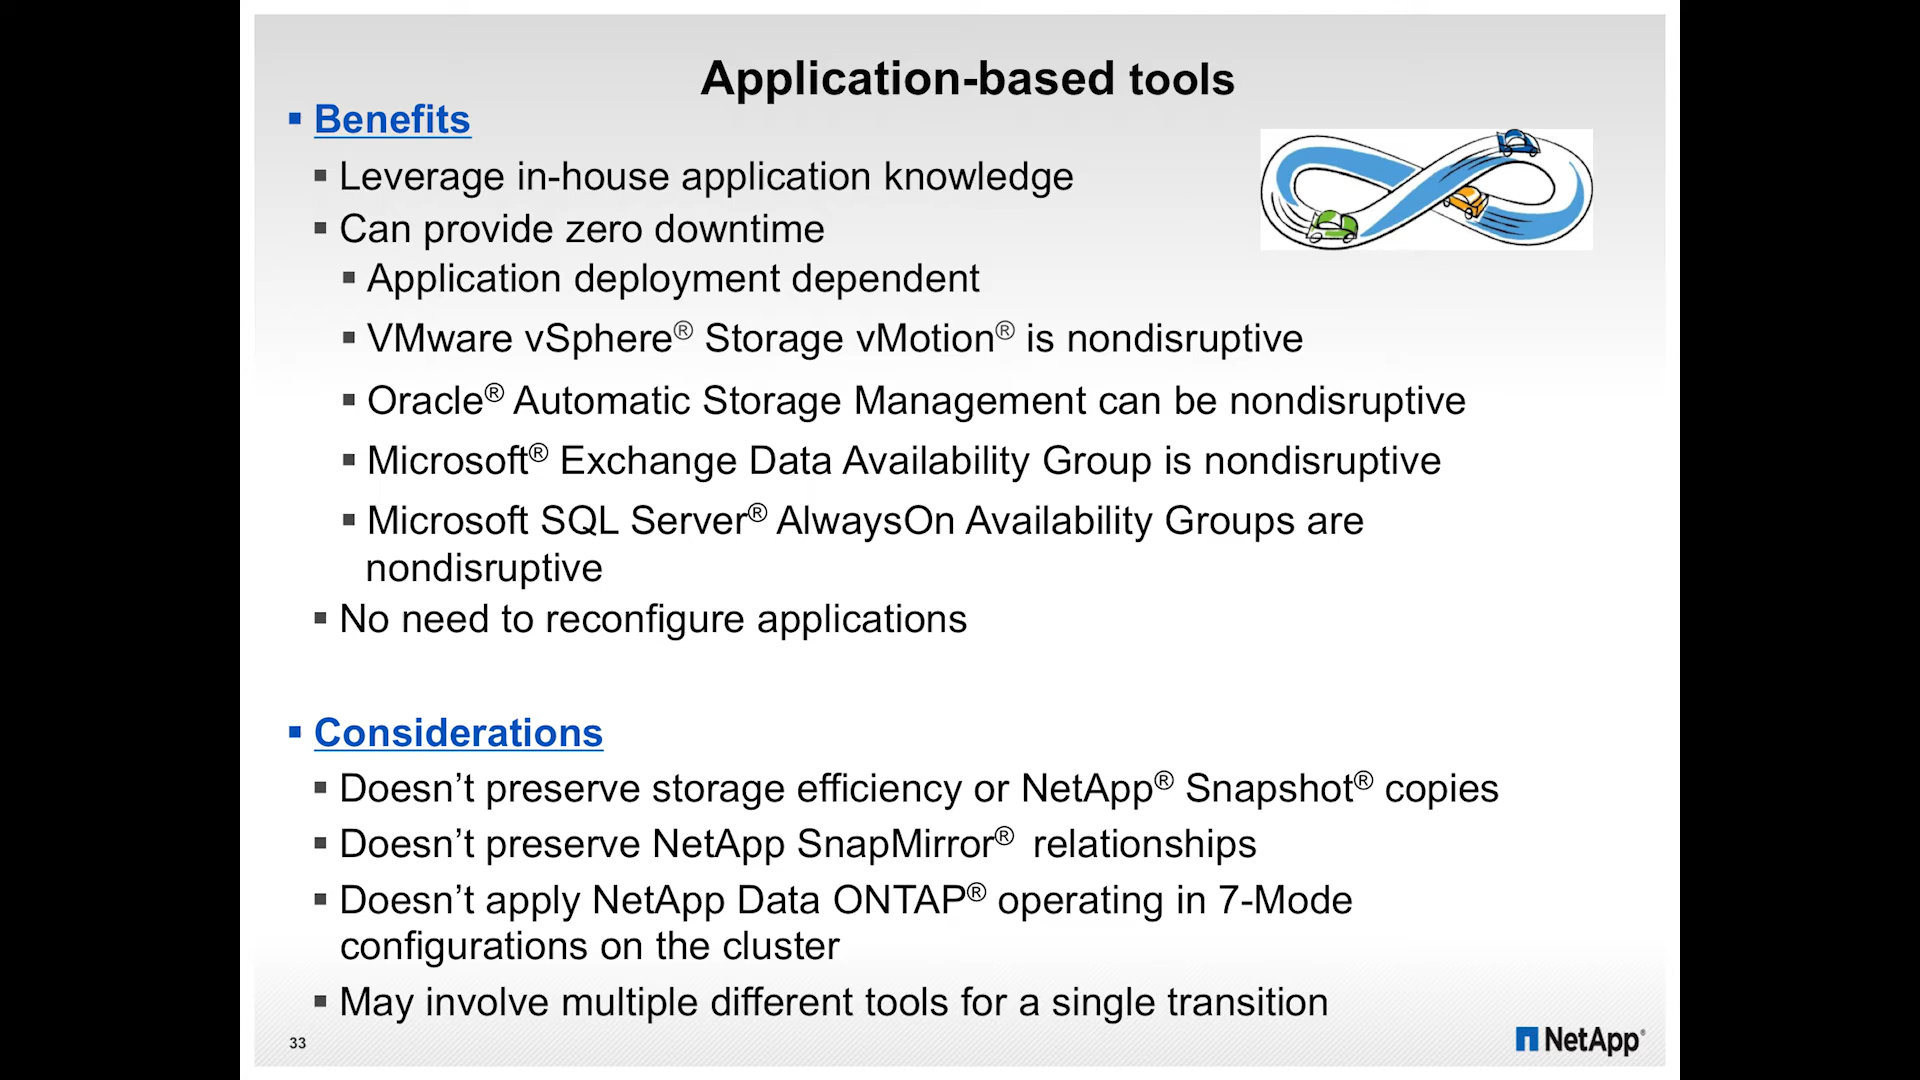 Application-based tools
▪ Benefits
▪ Leverage in-house application knowledge
▪ Can provide zero downtime
▪ Application deployment dependent
▪ VMware vSphere® Storage vMotion® is nondisruptive
▪ Oracle® Automatic Storage Management can be nondisruptive
▪ Microsoft® Exchange Data Availability Group is nondisruptive
▪ Microsoft SQL Server® AlwaysOn Availability Groups are
nondisruptive
▪ No need to reconfigure applications
▪ Considerations
▪ Doesn’t preserve storage efficiency or NetApp® Snapshot® copies
▪ Doesn’t preserve NetApp SnapMirror® relationships
▪ Doesn’t apply NetApp Data ONTAP® operating in 7-Mode
configurations on the cluster
▪ May involve multiple different tools for a single transition
33
NetApp®